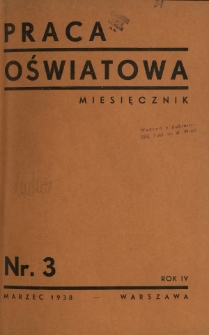 PRACA
OŚWIATOWA
MIESIĘCZNIK
Nr. 3
ROK IV
MARZEC 1938 — WARSZAWA